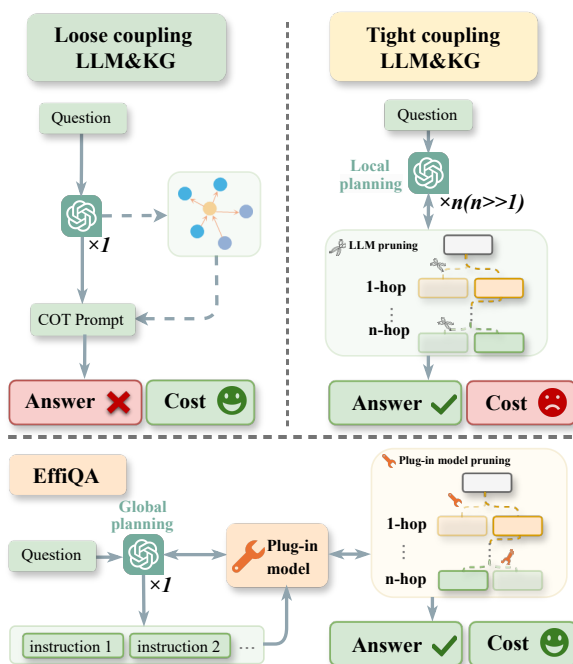 Loose coupling
LLM&KG
Question
×1
COT Prompt
Answer
Cost
Tight coupling
LLM&KG
Question
Local
planning
×n(n>>1)
LLM pruning
1-hop
⋮
n-hop
Answer
Cost
EffiQA
Global
planning
Question
×1
Plug-in
model
instruction 1
instruction 2
...
Plug-in model pruning
1-hop
⋮
n-hop
Answer
Cost